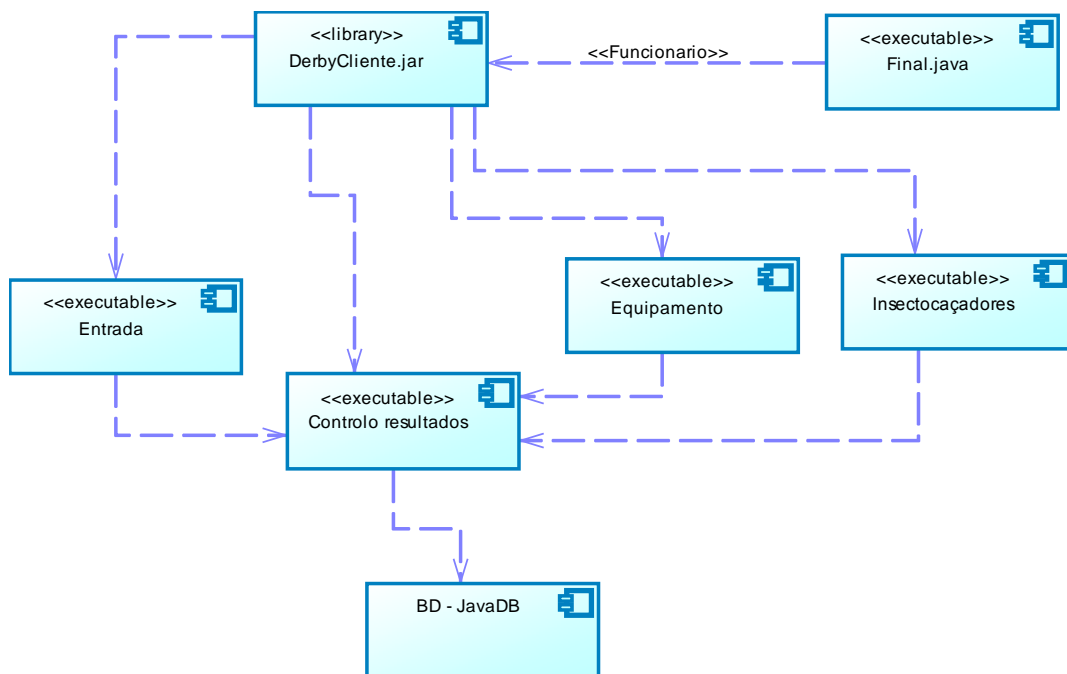 <<library>>
DerbyCliente.jar
<<Funcionario>>
<<executable>>
Final.java
<<executable>>
Entrada
<<executable>>
Equipamento
<<executable>>
Insectocaçadores
<<executable>>
Controlo resultados
BD - JavaDB